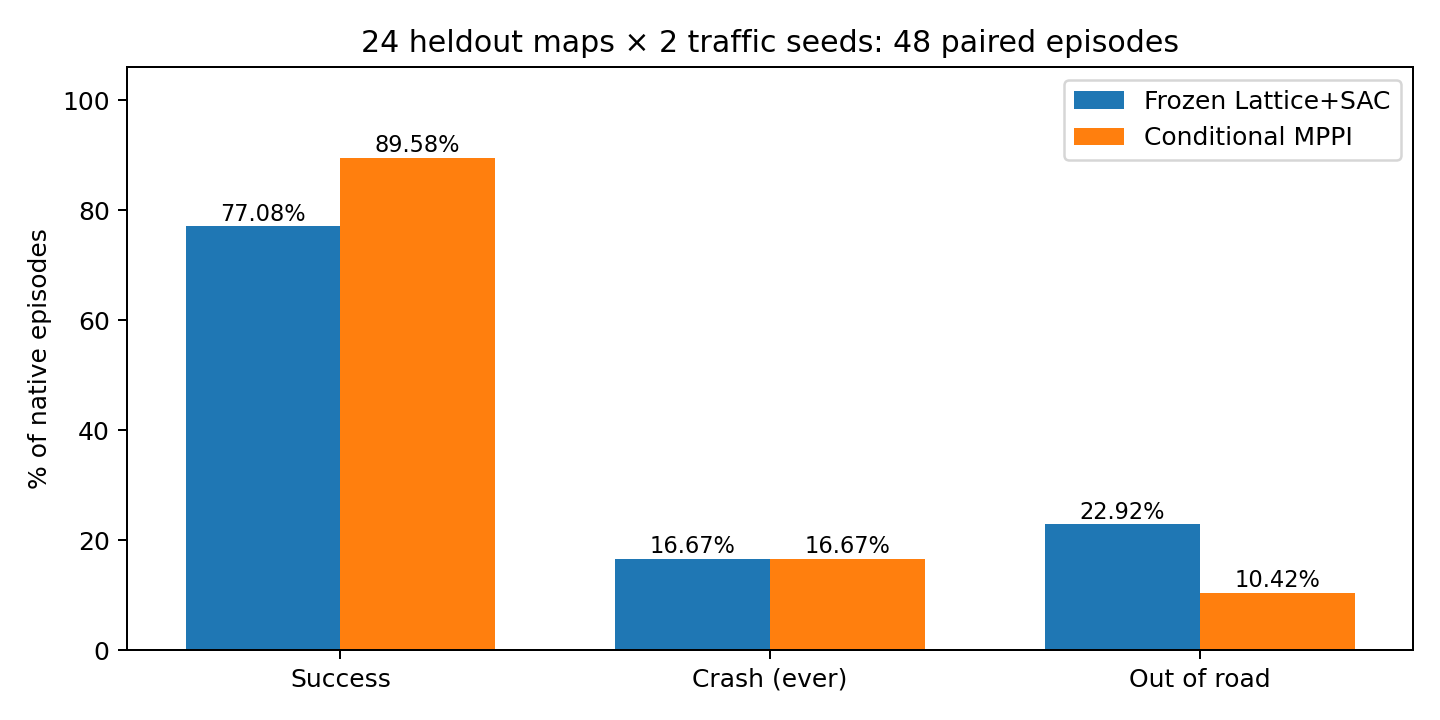 24 heldout maps × 2 traffic seeds: 48 paired episodes
Frozen Lattice+SAC
Conditional MPPI
% of native episodes
100
80
60
40
20
0
77.08%
89.58%
16.67%
16.67%
22.92%
10.42%
Success
Crash (ever)
Out of road